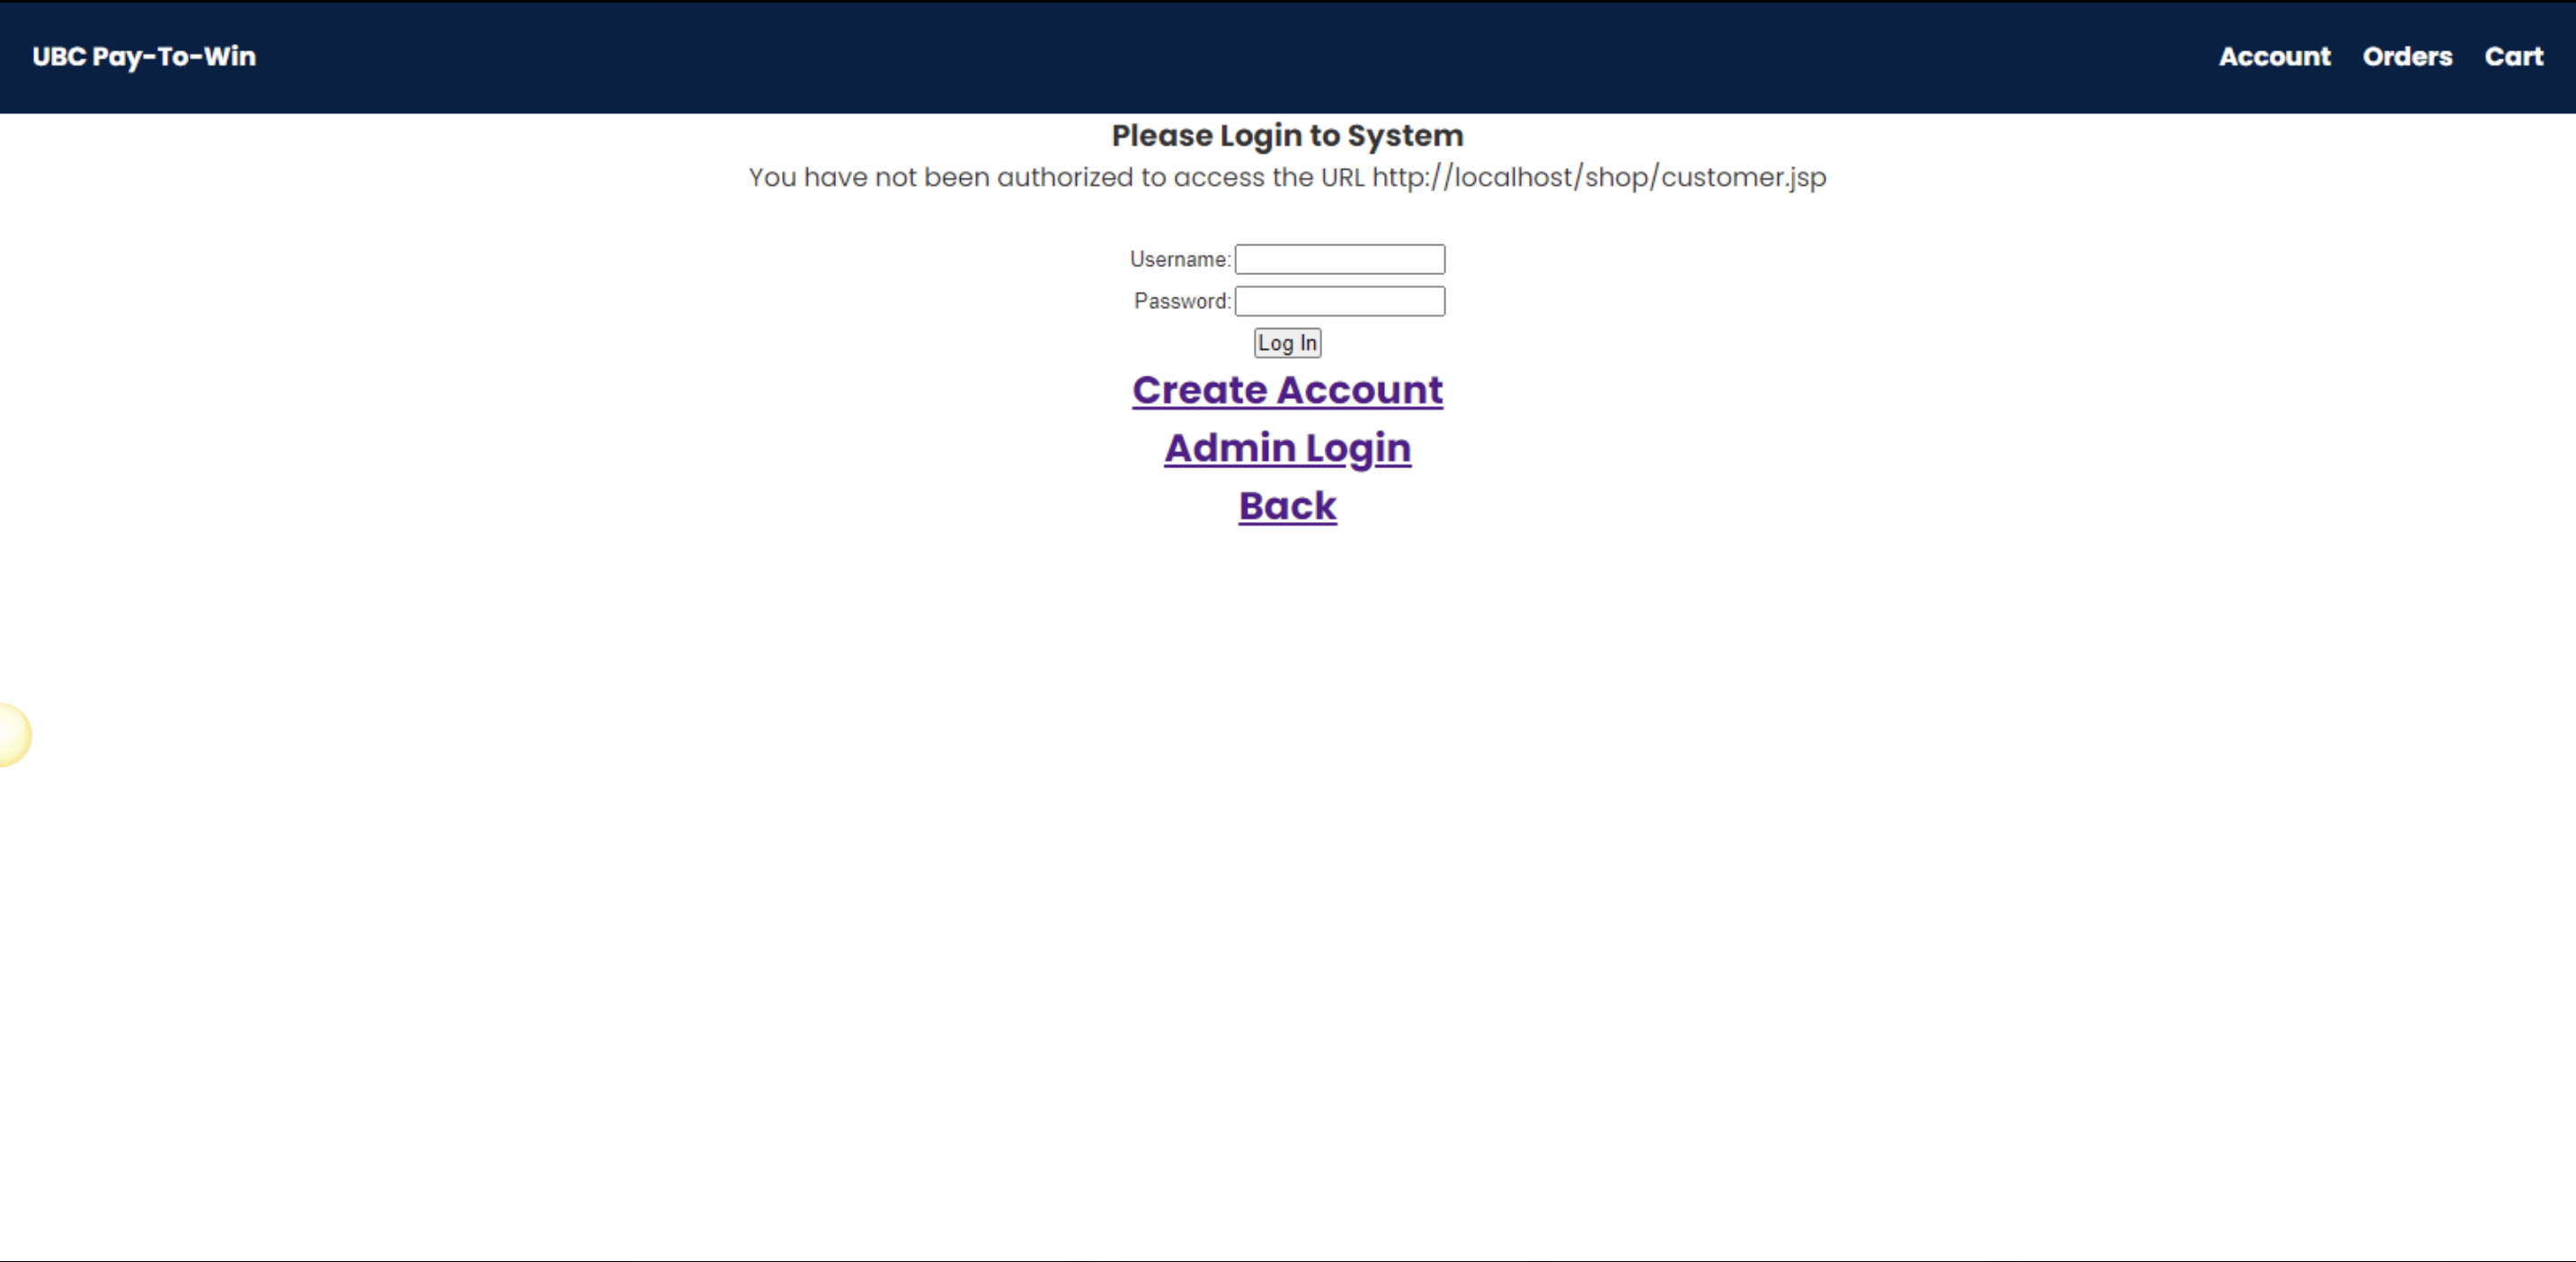 UBC Pay-To-Win
Account Orders Cart
Please Login to System
You have not been authorized to access the URL http://localhost/shop/customer.jsp
Username:
Password:
Log In
Create Account
Admin Login
Back